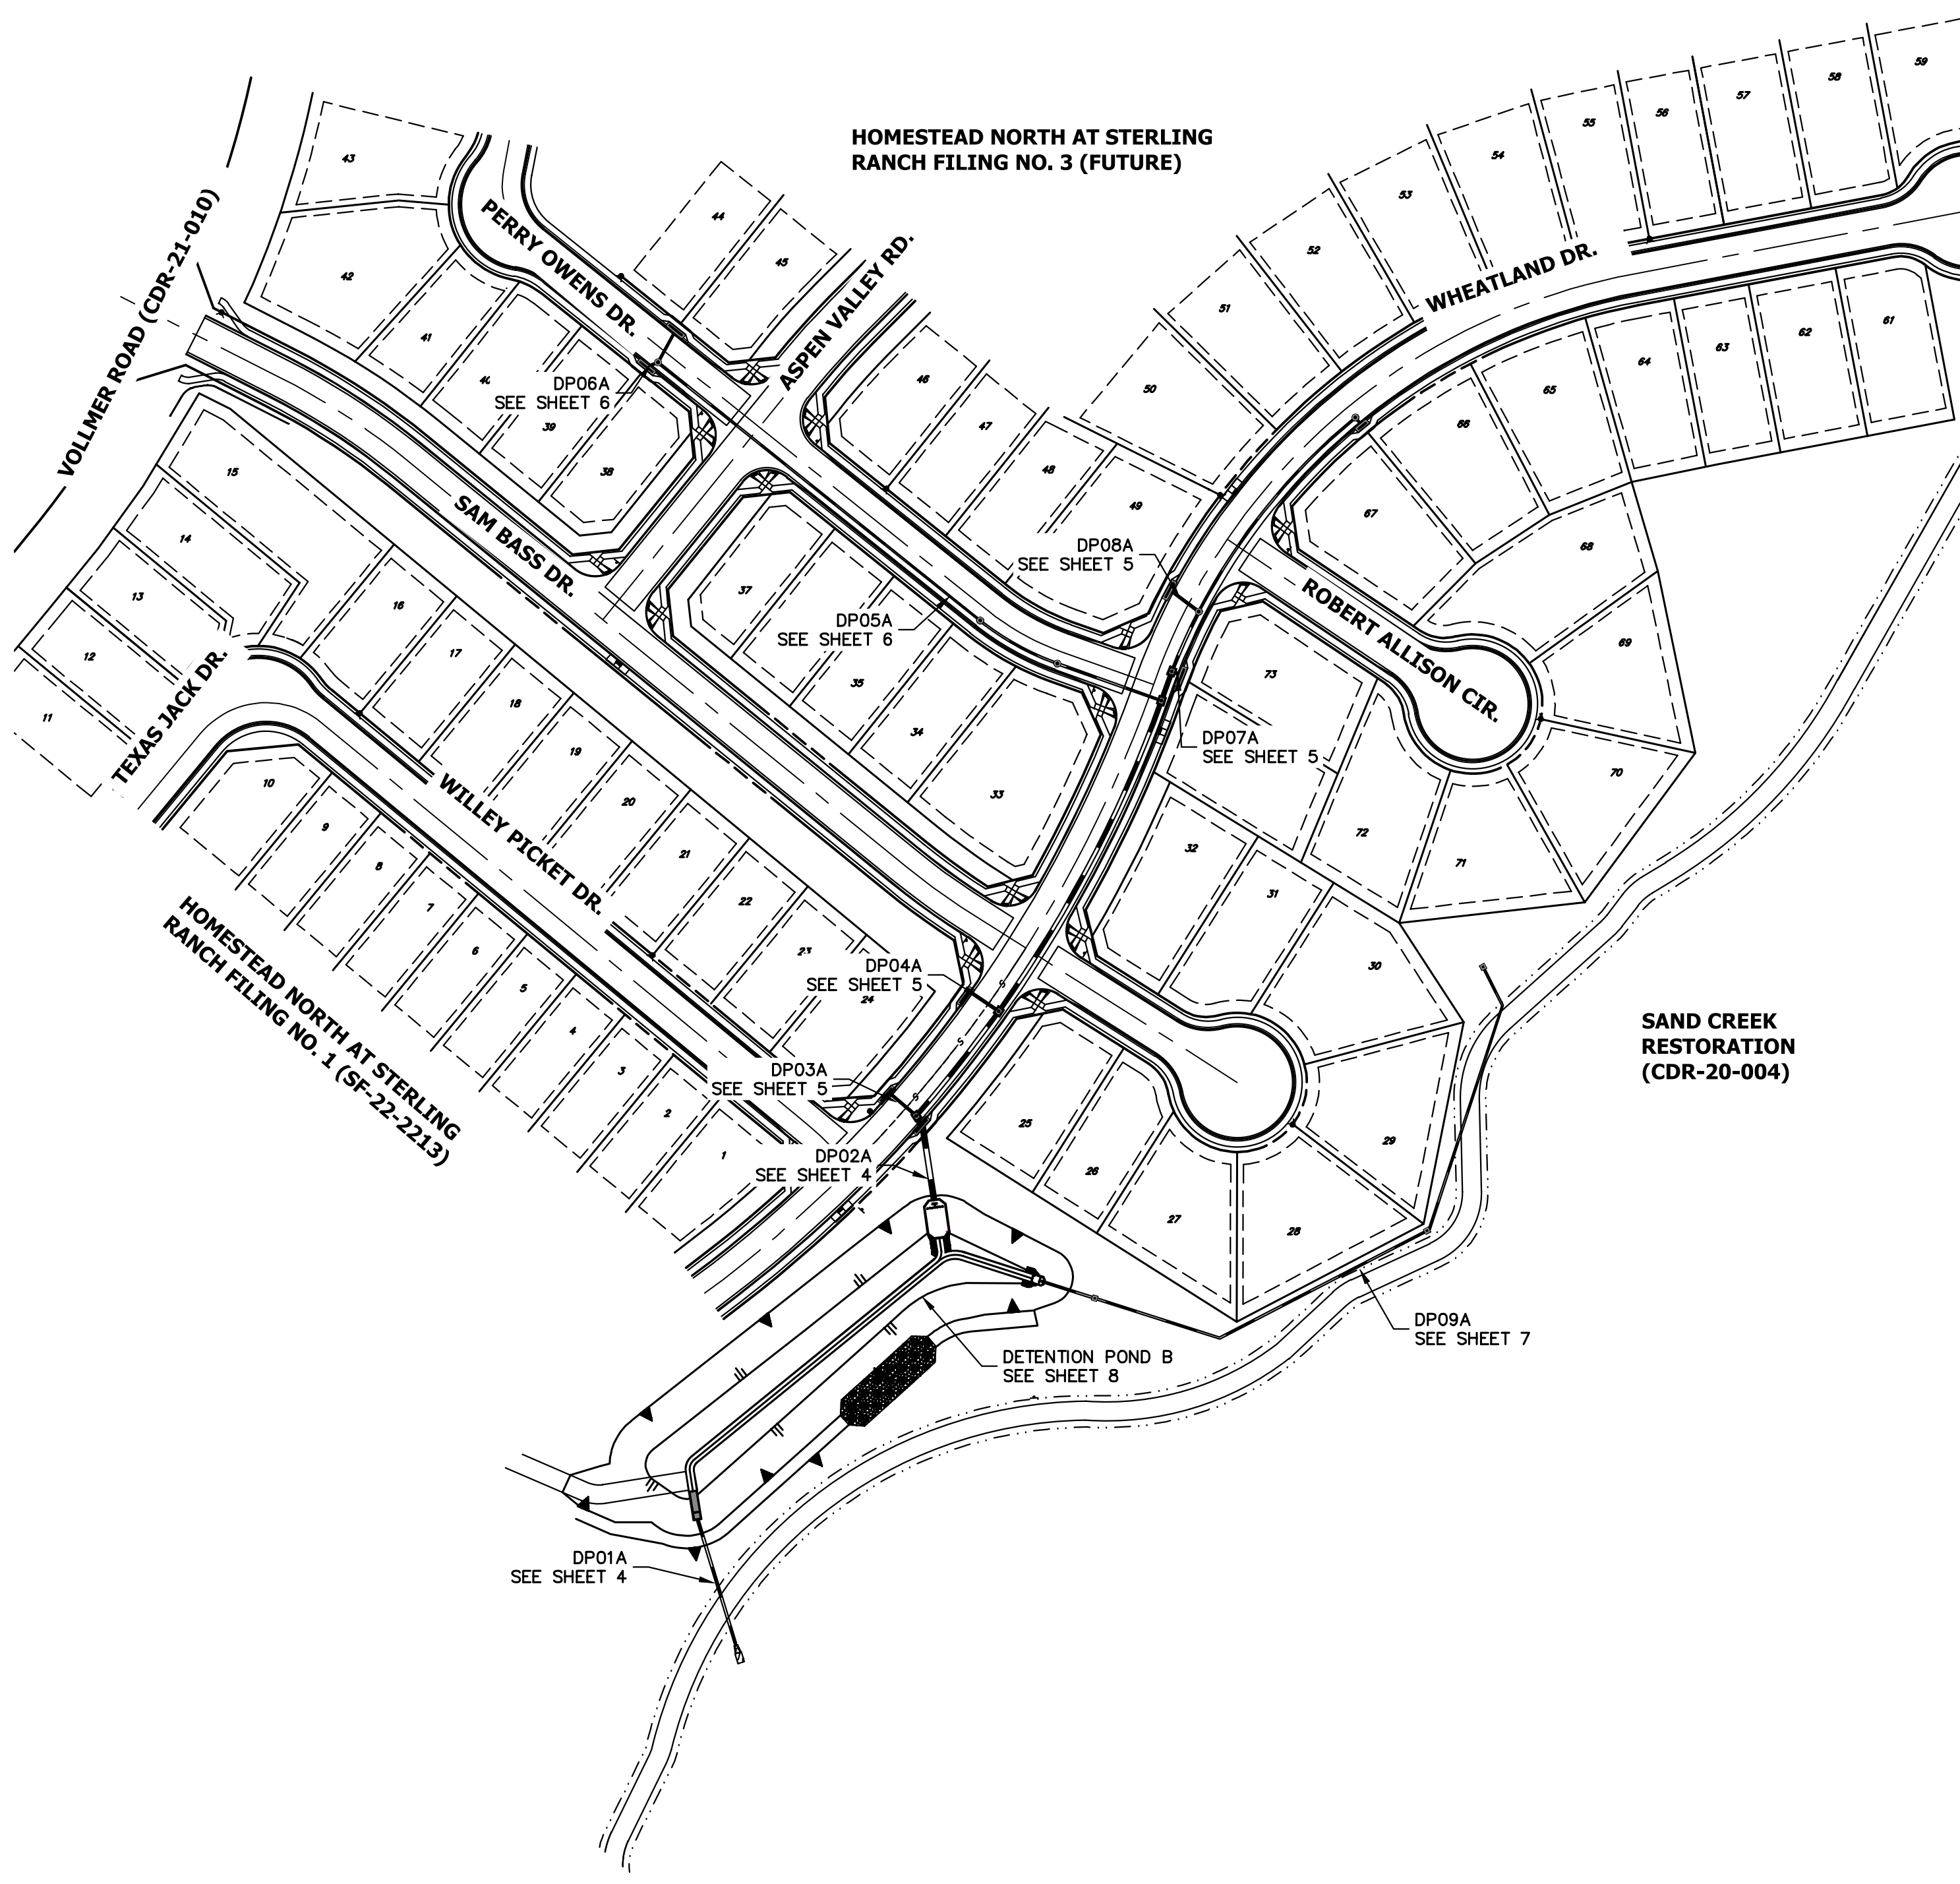 HOMESTEAD NORTH AT STERLING
RANCH FILING NO. 3 (FUTURE)
VOLLMER ROAD (CDR-21-010)
PERRY OWENS DR.
ASPEN VALLEY RD.
WHEATLAND DR.
SAM BASS DR.
ROBERT ALLISON CIR.
TEXAS JACK DR.
WILLEY PICKET DR.
HOMESTEAD NORTH AT STERLING
RANCH FILING NO. 1 (SF-22-2213)
SAND CREEK
RESTORATION
(CDR-20-004)
DP06A
SEE SHEET 6
DP08A
SEE SHEET 5
DP05A
SEE SHEET 6
DP07A
SEE SHEET 5
DP04A
SEE SHEET 5
DP03A
SEE SHEET 5
DP02A
SEE SHEET 4
DP09A
SEE SHEET 7
DETENTION POND B
SEE SHEET 8
DP01A
SEE SHEET 4
1
2
3
4
5
6
7
8
9
10
11
12
13
14
15
16
17
18
19
20
21
22
23
24
25
26
27
28
29
30
31
32
33
34
35
37
38
39
40
41
42
43
44
45
46
47
48
49
50
51
52
53
54
55
56
57
58
59
61
62
63
64
65
66
67
68
69
70
71
72
73
S
S
S